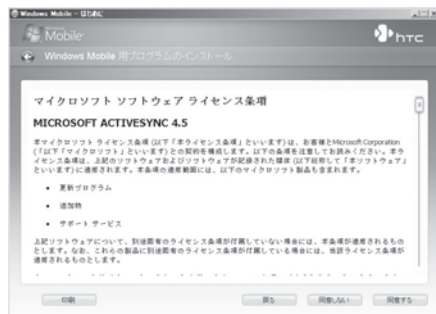 Windows Mobile - はじめに
Windows
Mobile
htc
Windows Mobile 用プログラムのインストール
マイクロソフト ソフトウェア ライセンス条項
MICROSOFT ACTIVESYNC 4.5
本マイクロソフト ライセンス条項 (以下「本ライセンス条項」といいます) は、お客様とMicrosoft Corporation
(「以下「マイクロソフト」といいます) との契約を構成します。以下の条項を注意してお読みください。本ラ
イセンス条項は、上記のソフトウェアおよびソフトウェアが記録された媒体 (以下総称して「本ソフトウェア」
といいます) に適用されます。本条項の適用範囲には、以下のマイクロソフト製品も含まれます。
• 更新プログラム
• 追加物
• サポート サービス
上記ソフトウェアについて、別途固有のライセンス条項が付属していない場合には、本条項が適用されるもの
とします。なお、これらの製品に別途固有のライセンス条項が付属している場合には、当該ライセンス条項が
適用されるものとします。
印刷
戻る
同意しない
同意する